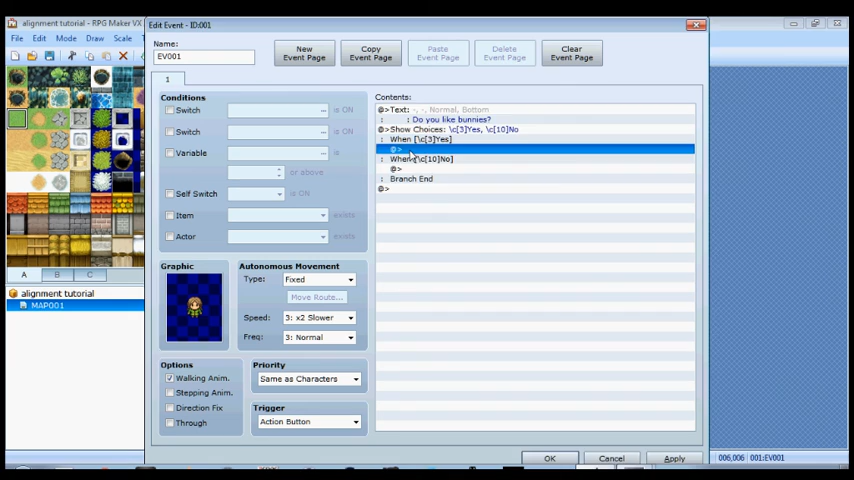 alignment tutorial - RPG Maker VX
File Edit Mode Draw Scale
A B C
alignment tutorial
MAP001
Edit Event - ID:001
Name:
EV001
New Event Page
Copy Event Page
Paste Event Page
Delete Event Page
Clear Event Page
1
Conditions
Switch ... is ON
Switch ... is ON
Variable ... is
or above
Self Switch is ON
Item exists
Actor exists
Graphic
Autonomous Movement
Type: Fixed
Move Route...
Speed: 3: x2 Slower
Freq: 3: Normal
Options
Walking Anim.
Stepping Anim.
Direction Fix
Through
Priority
Same as Characters
Trigger
Action Button
Contents:
@>Text: -, -, Normal, Bottom
: : Do you like bunnies?
@>Show Choices: \c[3]Yes, \c[10]No
: When [\c[3]Yes]
@>
: When [\c[10]No]
@>
: Branch End
@>
OK Cancel Apply
006,006 001:EV001